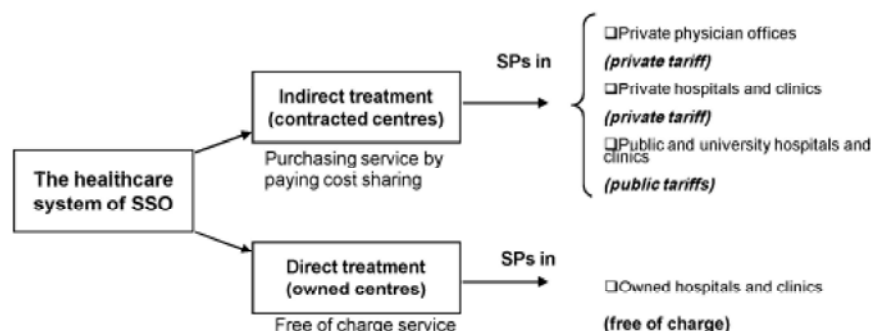 The healthcare
system of SSO
Indirect treatment
(contracted centres)
Purchasing service by
paying cost sharing
SPs in
❑Private physician offices
(private tariff)
❑Private hospitals and clinics
(private tariff)
❑Public and university hospitals and
clinics
(public tariffs)
Direct treatment
(owned centres)
Free of charge service
SPs in
❑Owned hospitals and clinics
(free of charge)